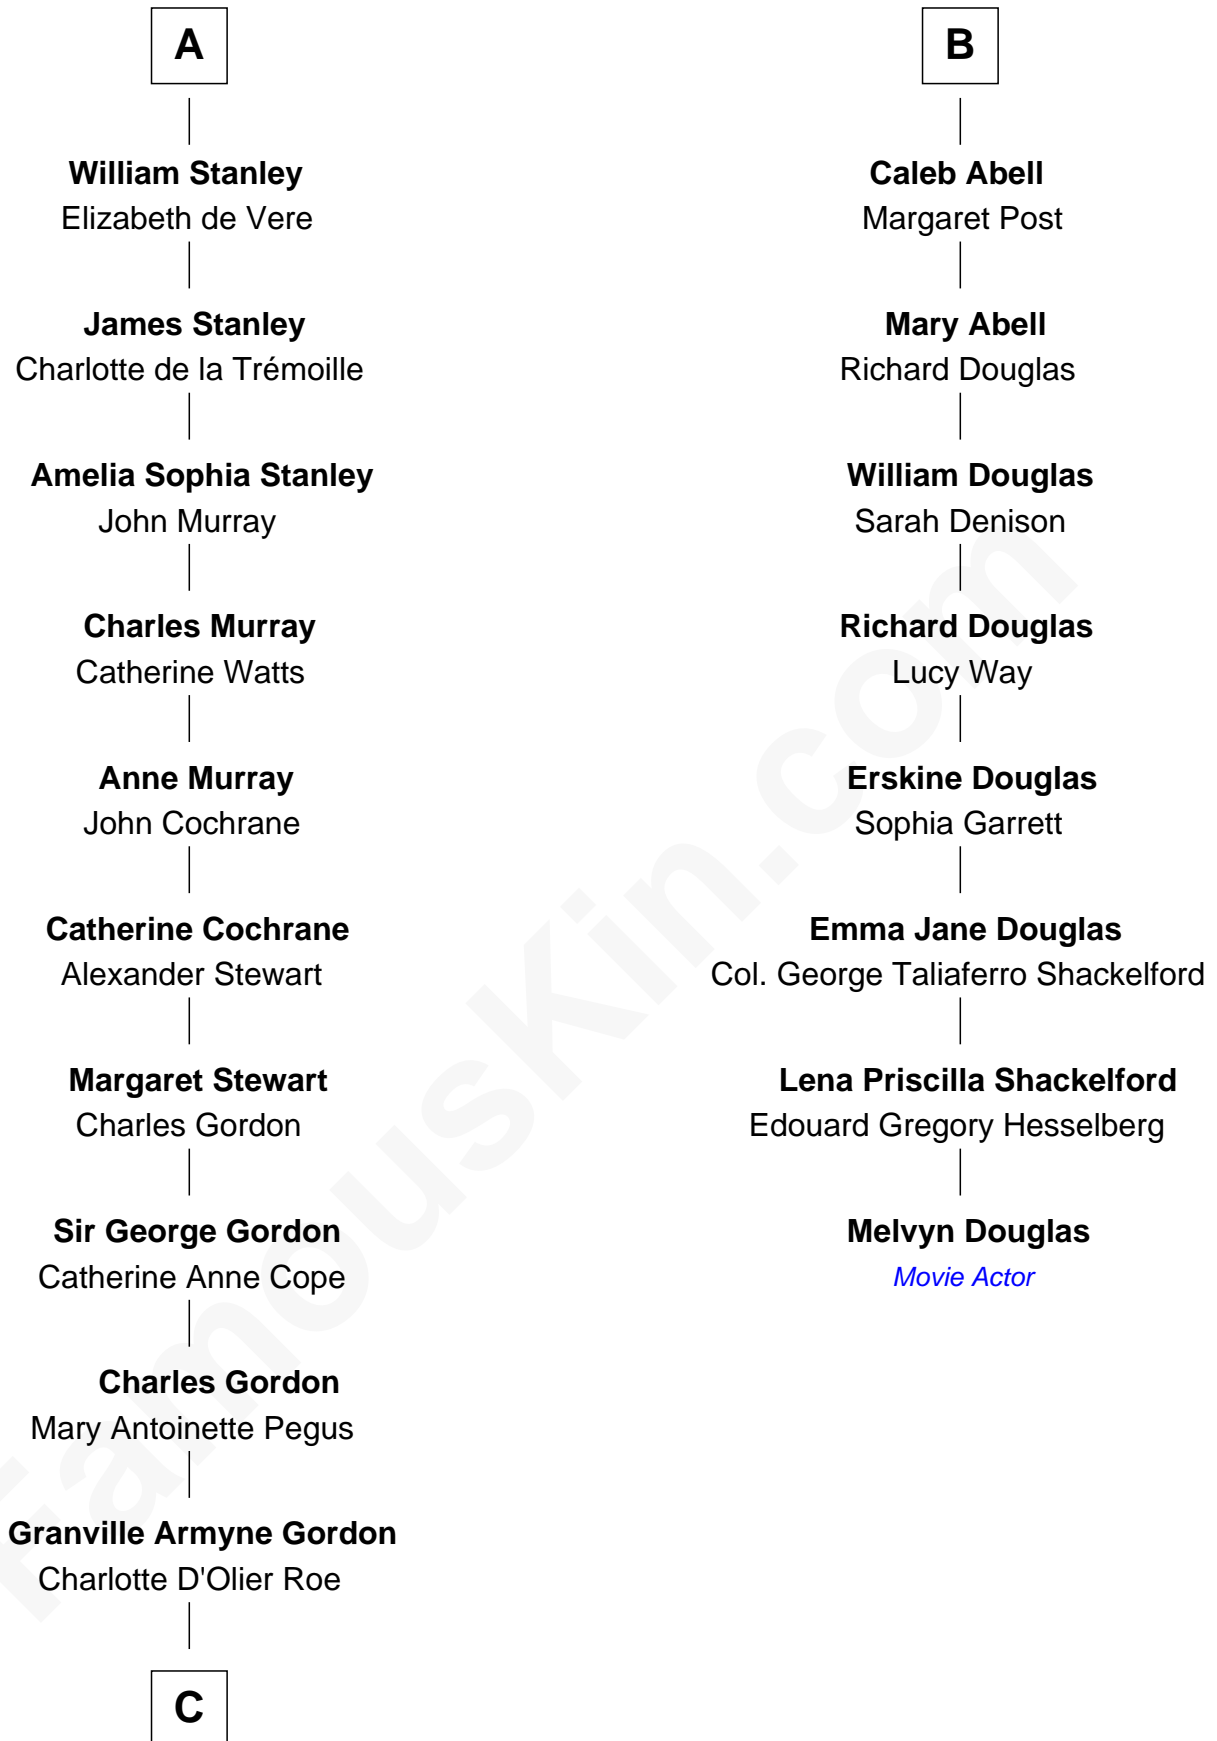 A
William Stanley
Elizabeth de Vere
James Stanley
Charlotte de la Trémoille
Amelia Sophia Stanley
John Murray
Charles Murray
Catherine Watts
Anne Murray
John Cochrane
Catherine Cochrane
Alexander Stewart
Margaret Stewart
Charles Gordon
Sir George Gordon
Catherine Anne Cope
Charles Gordon
Mary Antoinette Pegus
Granville Armyne Gordon
Charlotte D'Olier Roe
C
B
Caleb Abell
Margaret Post
Mary Abell
Richard Douglas
William Douglas
Sarah Denison
Richard Douglas
Lucy Way
Erskine Douglas
Sophia Garrett
Emma Jane Douglas
Col. George Taliaferro Shackelford
Lena Priscilla Shackelford
Edouard Gregory Hesselberg
Melvyn Douglas
Movie Actor
FamousKin.com